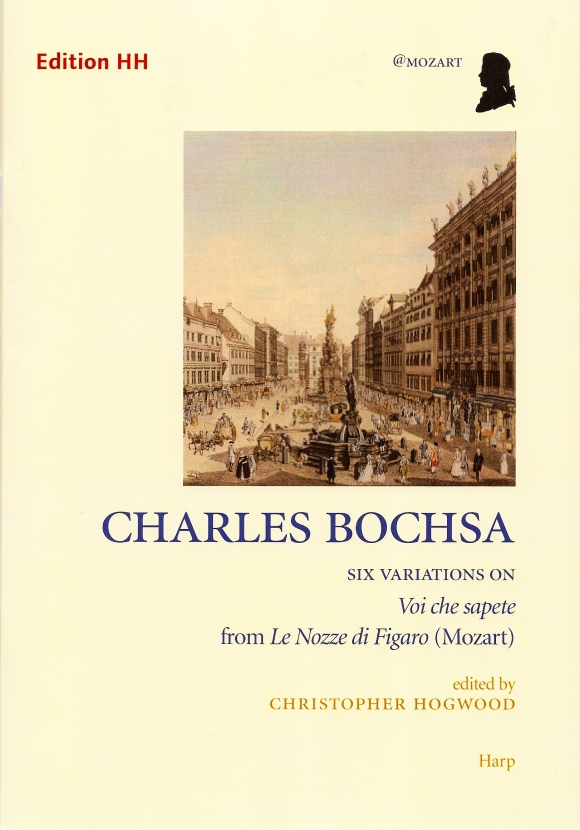 Edition HH
@MOZART
CHARLES BOCHSA
SIX VARIATIONS ON
Voi che sapete
from Le Nozze di Figaro (Mozart)
edited by
CHRISTOPHER HOGWOOD
Harp